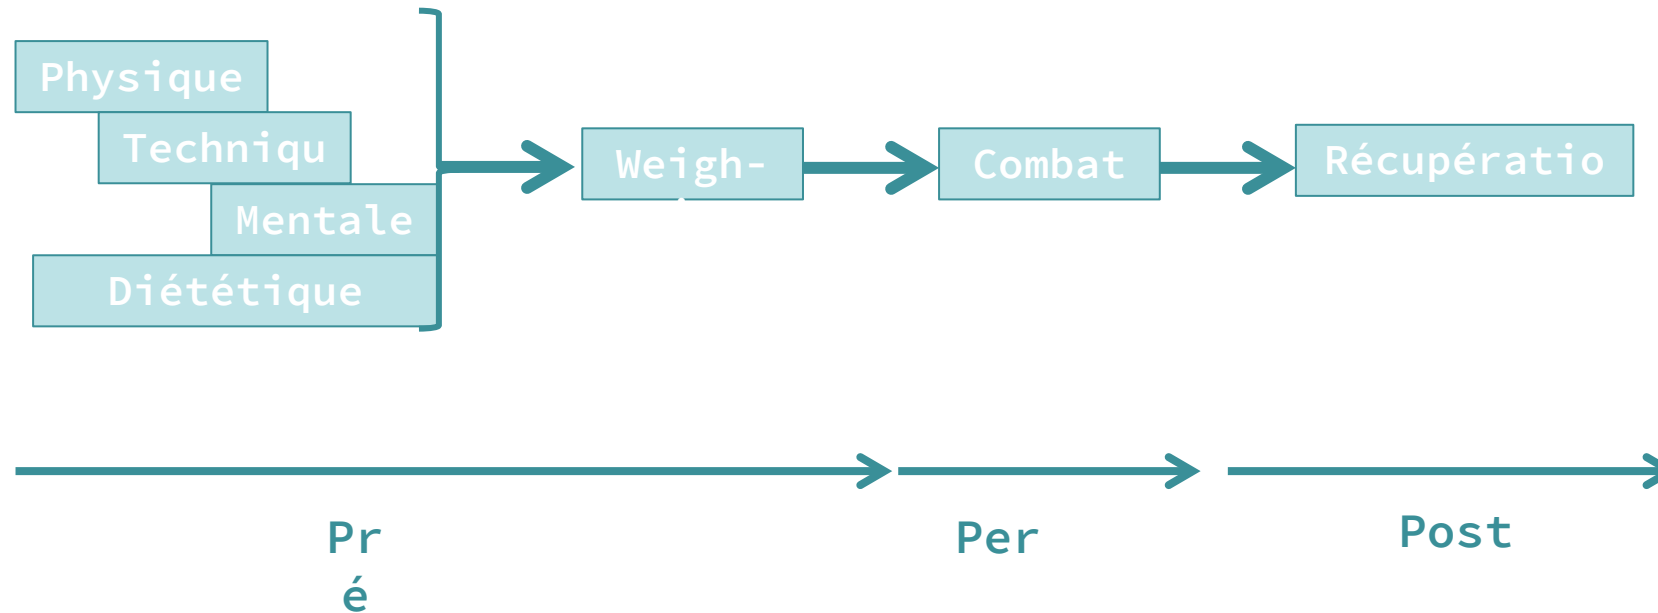 Physique
Techniqu
Mentale
Diététique
Weigh-
Combat
Récupératio
Pr
é
Per
Post